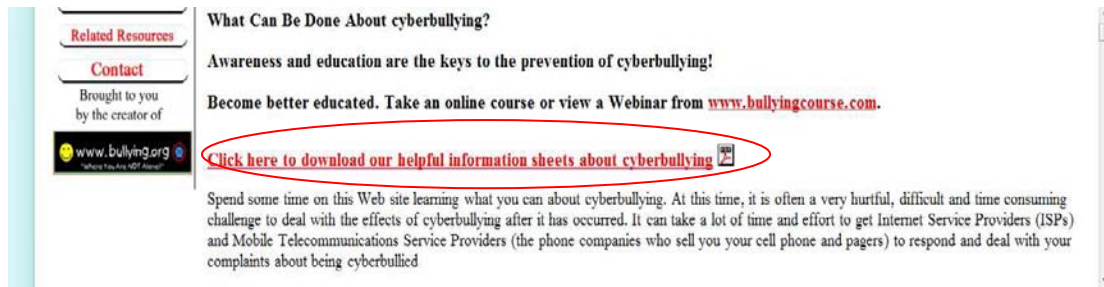 Related Resources
Contact
Brought to you
by the creator of
www.bullying.org
"Where You Are NOT Alone!"
What Can Be Done About cyberbullying?
Awareness and education are the keys to the prevention of cyberbullying!
Become better educated. Take an online course or view a Webinar from www.bullyingcourse.com.
Click here to download our helpful information sheets about cyberbullying
Spend some time on this Web site learning what you can about cyberbullying. At this time, it is often a very hurtful, difficult and time consuming
challenge to deal with the effects of cyberbullying after it has occurred. It can take a lot of time and effort to get Internet Service Providers (ISPs)
and Mobile Telecommunications Service Providers (the phone companies who sell you your cell phone and pagers) to respond and deal with your
complaints about being cyberbullied